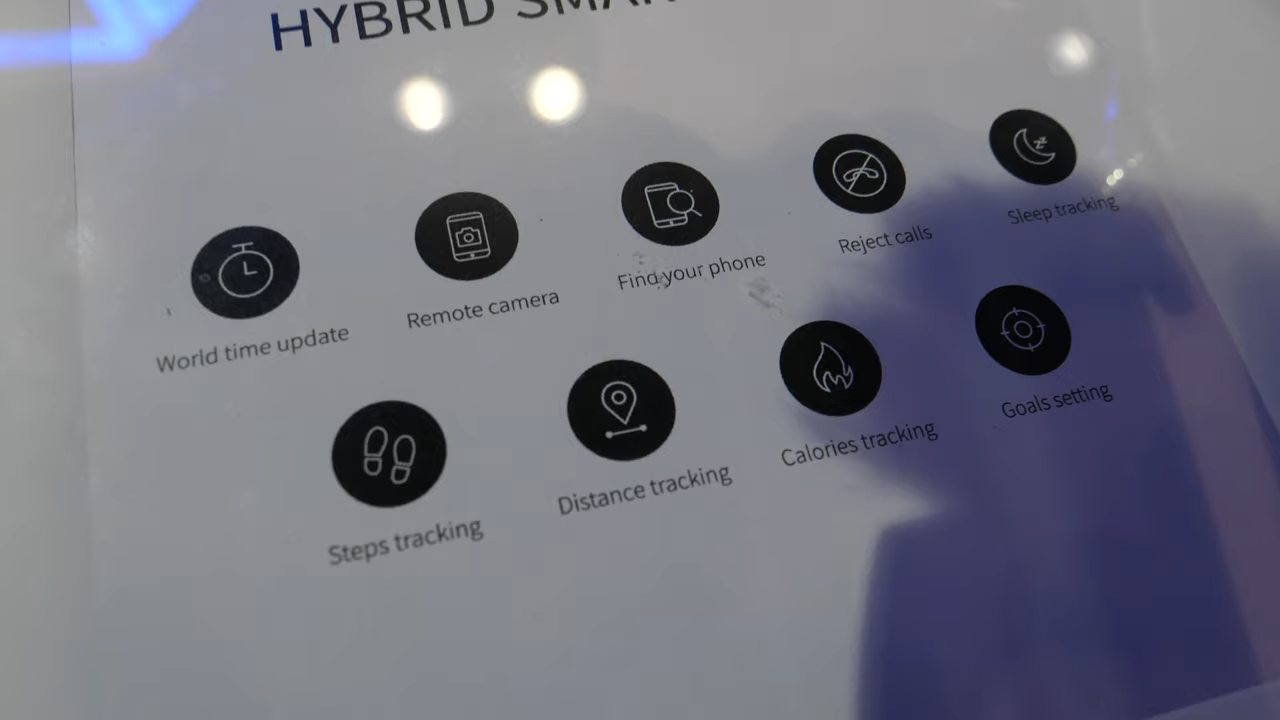 HYBRID
World time update
Remote camera
Find your phone
Reject calls
Sleep tracking
Steps tracking
Distance tracking
Calories tracking
Goals setting